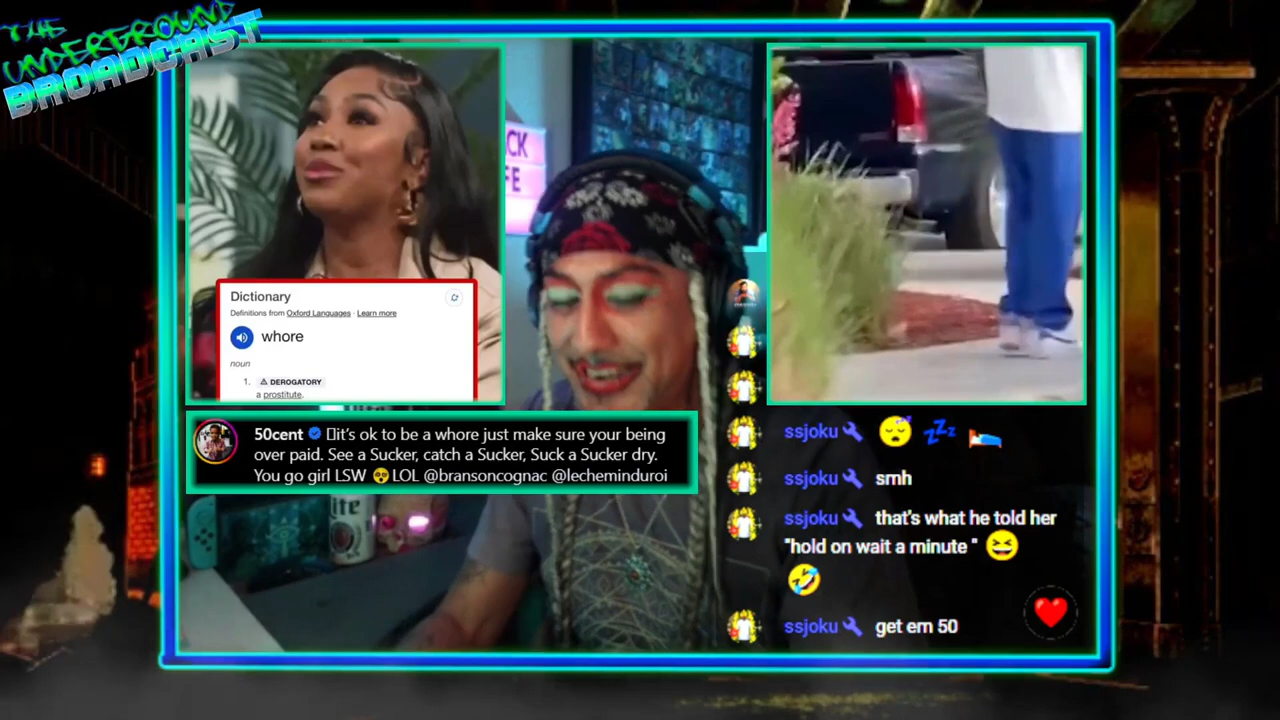 THE
UNDERGROUND
BROADCAST
CK
FE
Dictionary
Definitions from Oxford Languages · Learn more
whore
noun
1. ⚠ DEROGATORY
a prostitute.
50cent it's ok to be a whore just make sure your being
over paid. See a Sucker, catch a Sucker, Suck a Sucker dry.
You go girl LSW 😳LOL @bransoncognac @lecheminduroi
ite
ssjoku 😴 💤 🛌
ssjoku smh
ssjoku that's what he told her
"hold on wait a minute " 😆
🤣
ssjoku get em 50